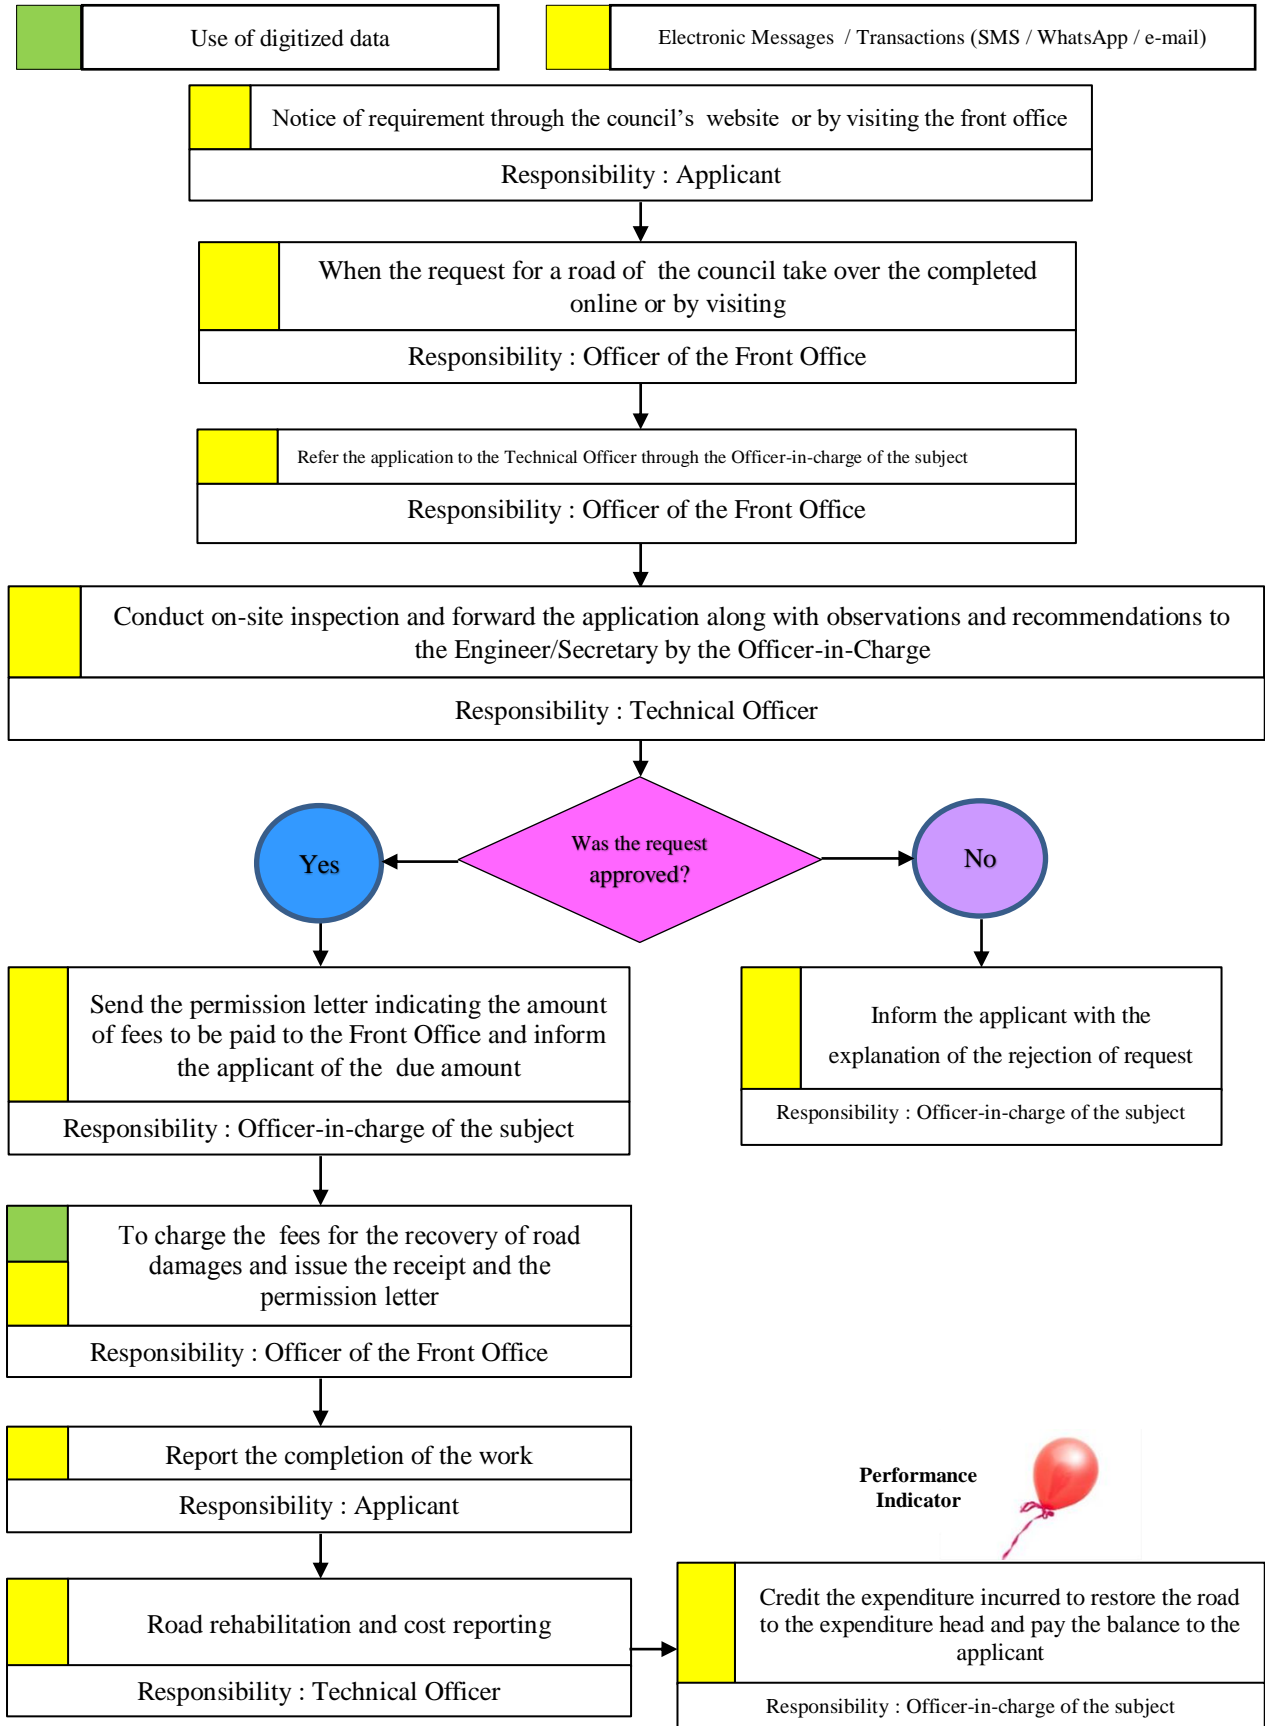 Use of digitized data
Electronic Messages / Transactions (SMS / WhatsApp / e-mail)
Notice of requirement through the council's website or by visiting the front office
Responsibility : Applicant
When the request for a road of the council take over the completed
online or by visiting
Responsibility : Officer of the Front Office
Refer the application to the Technical Officer through the Officer-in-charge of the subject
Responsibility : Officer of the Front Office
Conduct on-site inspection and forward the application along with observations and recommendations to
the Engineer/Secretary by the Officer-in-Charge
Responsibility : Technical Officer
Was the request
approved?
Yes
No
Send the permission letter indicating the amount
of fees to be paid to the Front Office and inform
the applicant of the due amount
Responsibility : Officer-in-charge of the subject
Inform the applicant with the
explanation of the rejection of request
Responsibility : Officer-in-charge of the subject
To charge the fees for the recovery of road
damages and issue the receipt and the
permission letter
Responsibility : Officer of the Front Office
Report the completion of the work
Responsibility : Applicant
Performance
Indicator
Road rehabilitation and cost reporting
Responsibility : Technical Officer
Credit the expenditure incurred to restore the road
to the expenditure head and pay the balance to the
applicant
Responsibility : Officer-in-charge of the subject